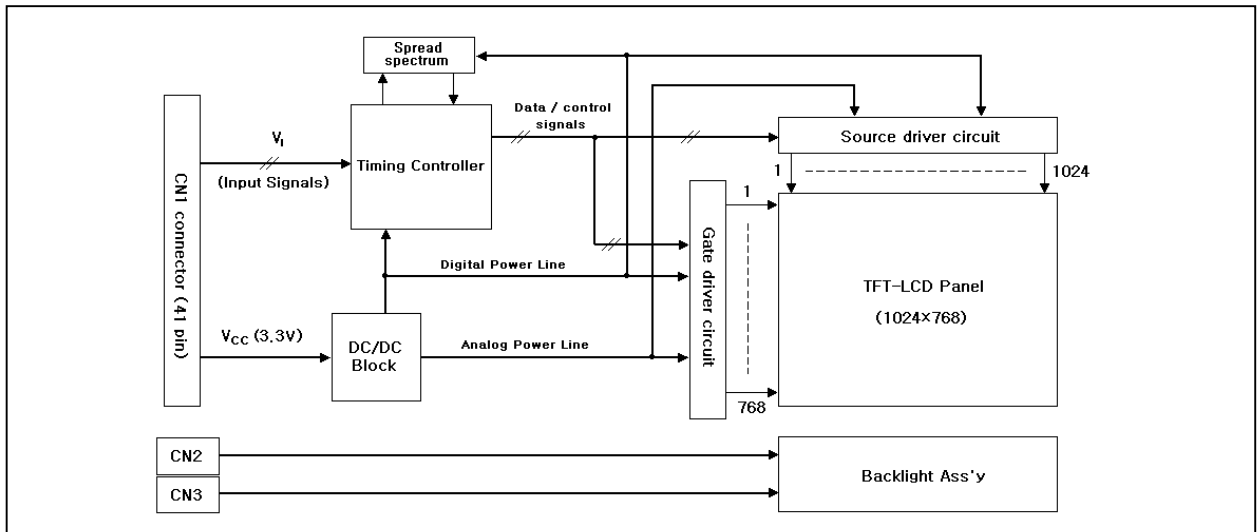 Spread
spectrum
Data / control
signals
VI
(Input Signals)
Timing Controller
Source driver circuit
1
1024
CN1 connector (41 pin)
1
Gate driver circuit
Digital Power Line
TFT-LCD Panel
(1024×768)
VCC (3.3V)
DC/DC
Block
Analog Power Line
768
CN2
CN3
Backlight Ass'y